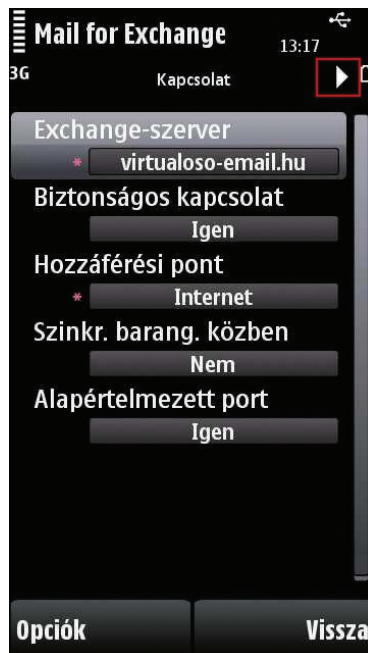 Mail for Exchange
13:17
3G
Kapcsolat
Exchange-szerver
* virtualoso-email.hu
Biztonságos kapcsolat
Igen
Hozzáférési pont
* Internet
Szinkr. barang. közben
Nem
Alapértelmezett port
Igen
Opciók Vissza